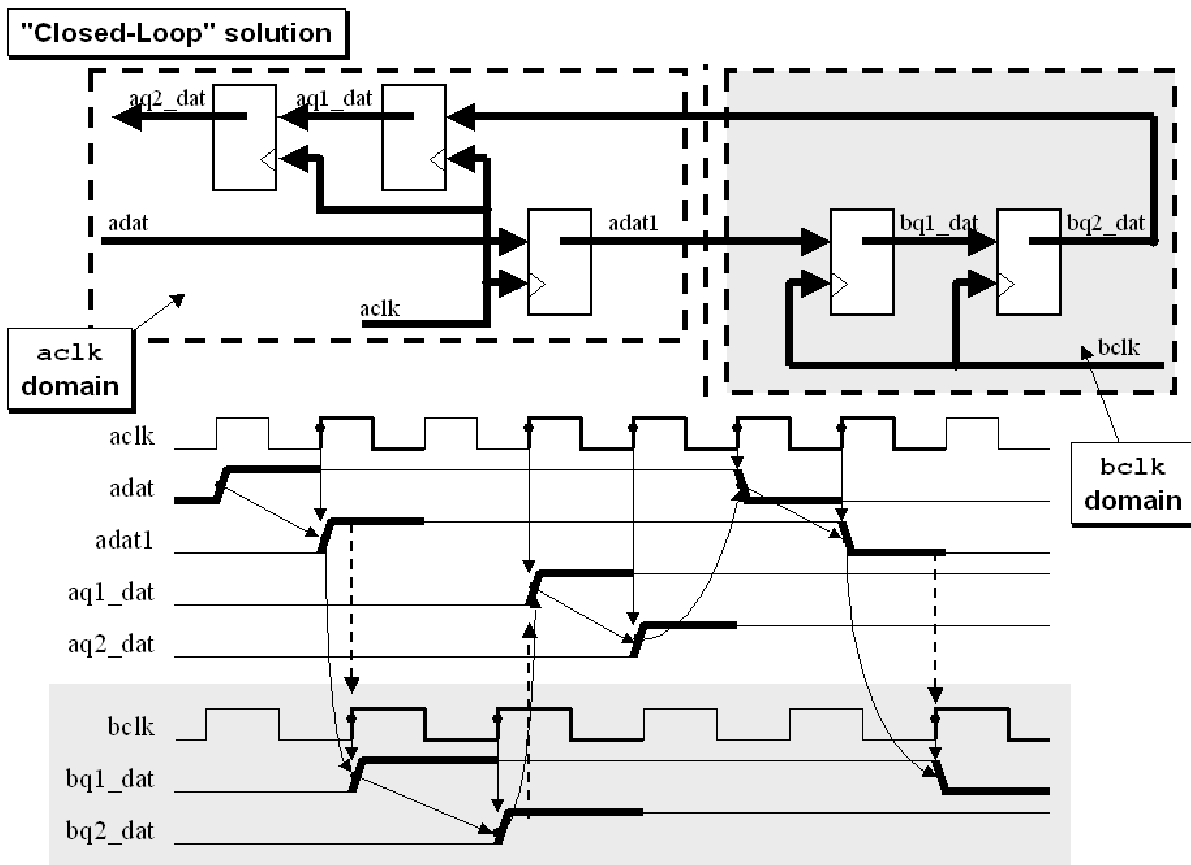 "Closed-Loop" solution
aq2_dat
aq1_dat
adat
adat1
bq1_dat
bq2_dat
aclk
bclk
aclk
domain
bclk
domain
aclk
adat
adat1
aq1_dat
aq2_dat
bclk
bq1_dat
bq2_dat